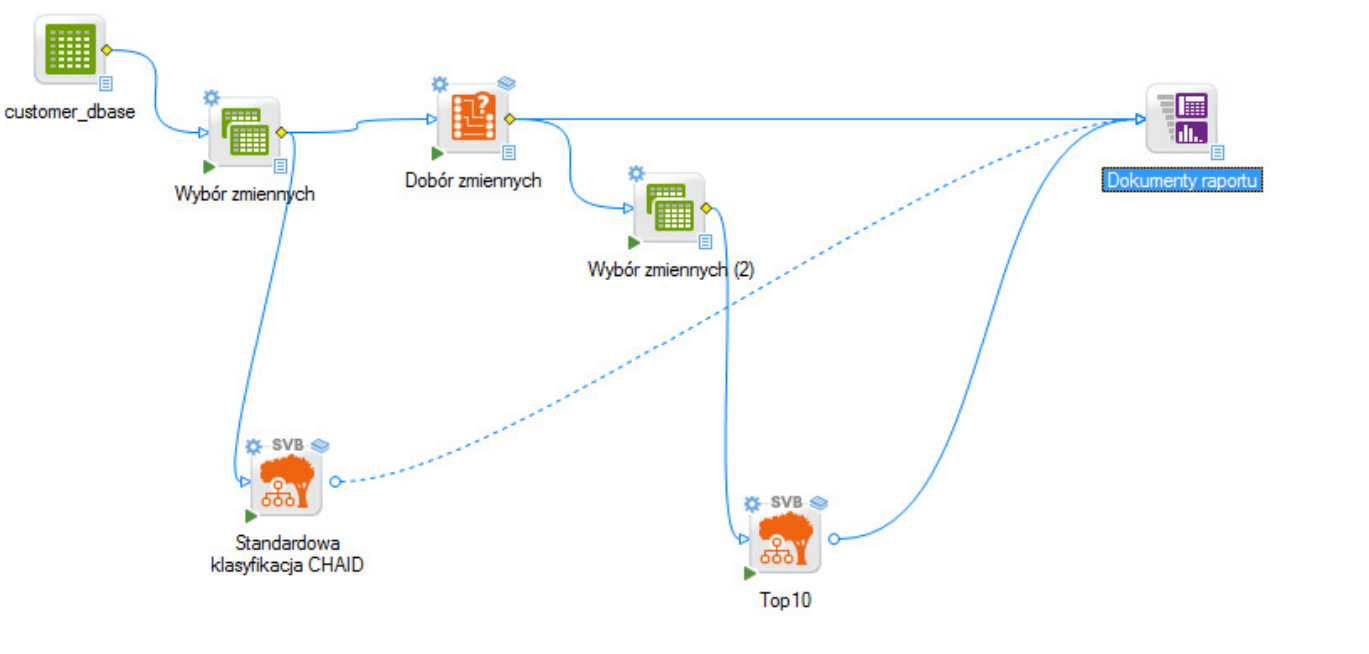 customer_dbase
Wybór zmiennych
Dobór zmiennych
Dokumenty raportu
Wybór zmiennych (2)
SVB
Standardowa
klasyfikacja CHAID
SVB
Top10